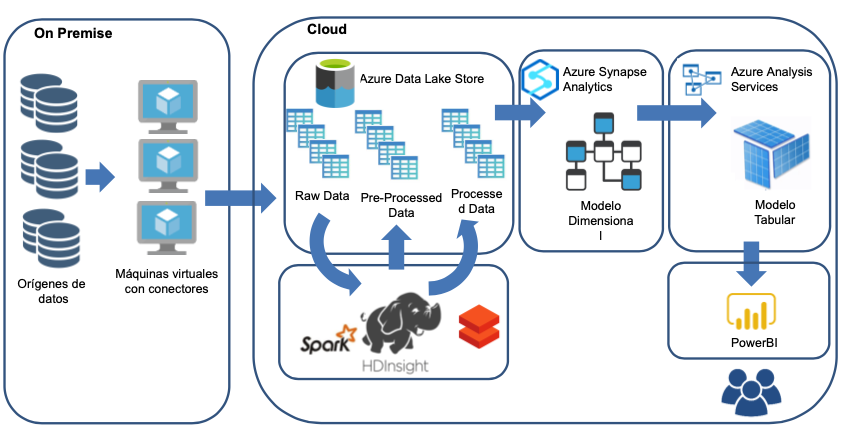 On Premise
Orígenes de
datos
Máquinas virtuales
con conectores
Cloud
Azure Data Lake Store
Raw Data
Pre-Processed
Data
Processe
d Data
Spark
HDInsight
Azure Synapse
Analytics
Modelo
Dimensiona
l
Azure Analysis
Services
Modelo
Tabular
PowerBI